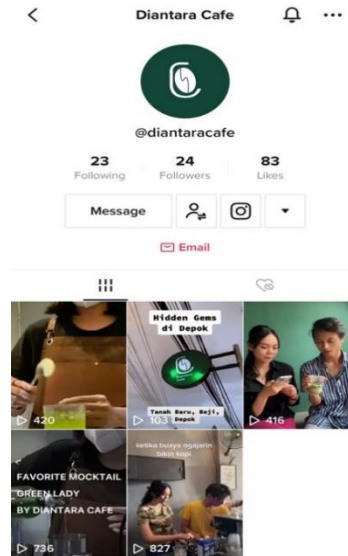 Diantara Cafe
@diantaracafe
23 24 83
Following Followers Likes
Message
Email
420
Hidden Gems
di Depok
Tanah Baru, Beji,
Depok
103
416
FAVORITE MOCKTAIL
GREEN LADY
BY DIANTARA CAFE
736
ketika buaya ngajarin
bikin kopi
827